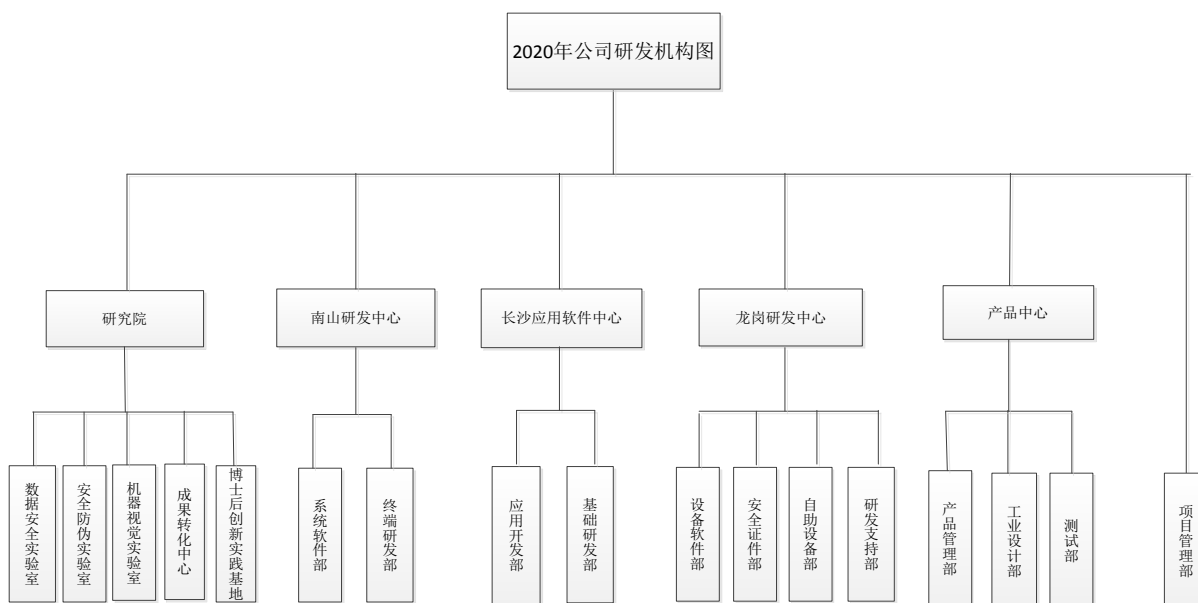 2020年公司研发机构图
研究院
南山研发中心
长沙应用软件中心
龙岗研发中心
产品中心
数据安全实验室
安全防伪实验室
机器视觉实验室
成果转化中心
博士后创新实践基地
系统软件部
终端研发部
应用开发部
基础研发部
设备软件部
安全证件部
自助设备部
研发支持部
产品管理部
工业设计部
测试部
项目管理部